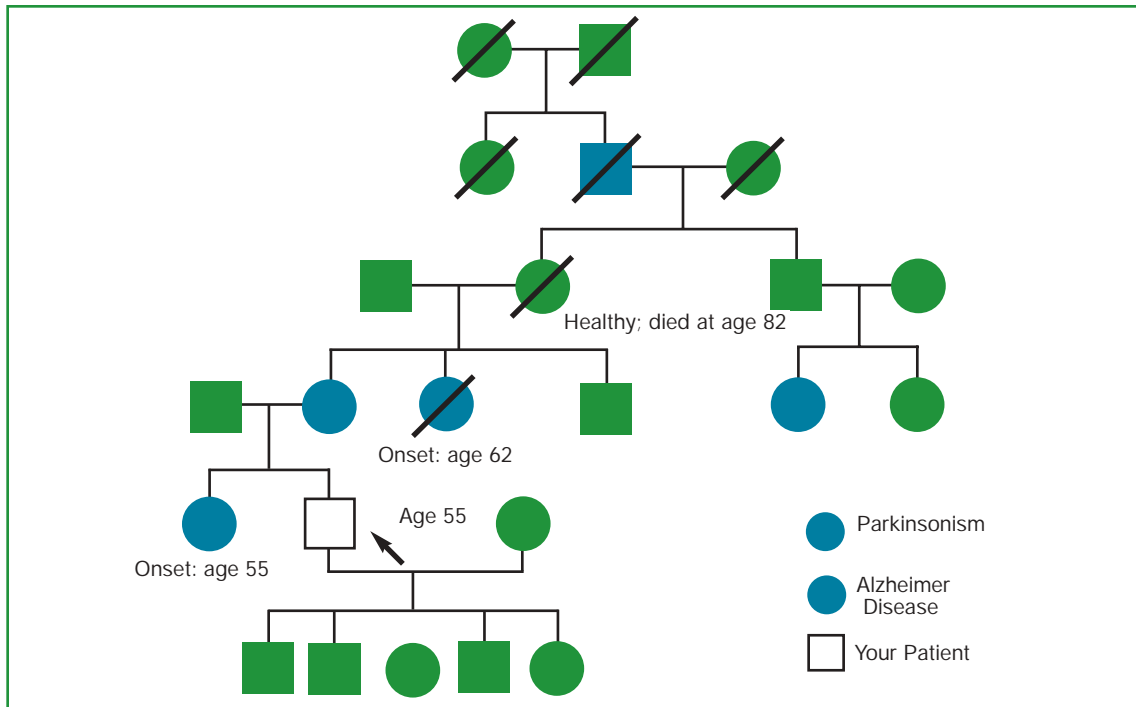 Healthy; died at age 82
Onset: age 62
Age 55
Onset: age 55
Parkinsonism
Alzheimer
Disease
Your Patient